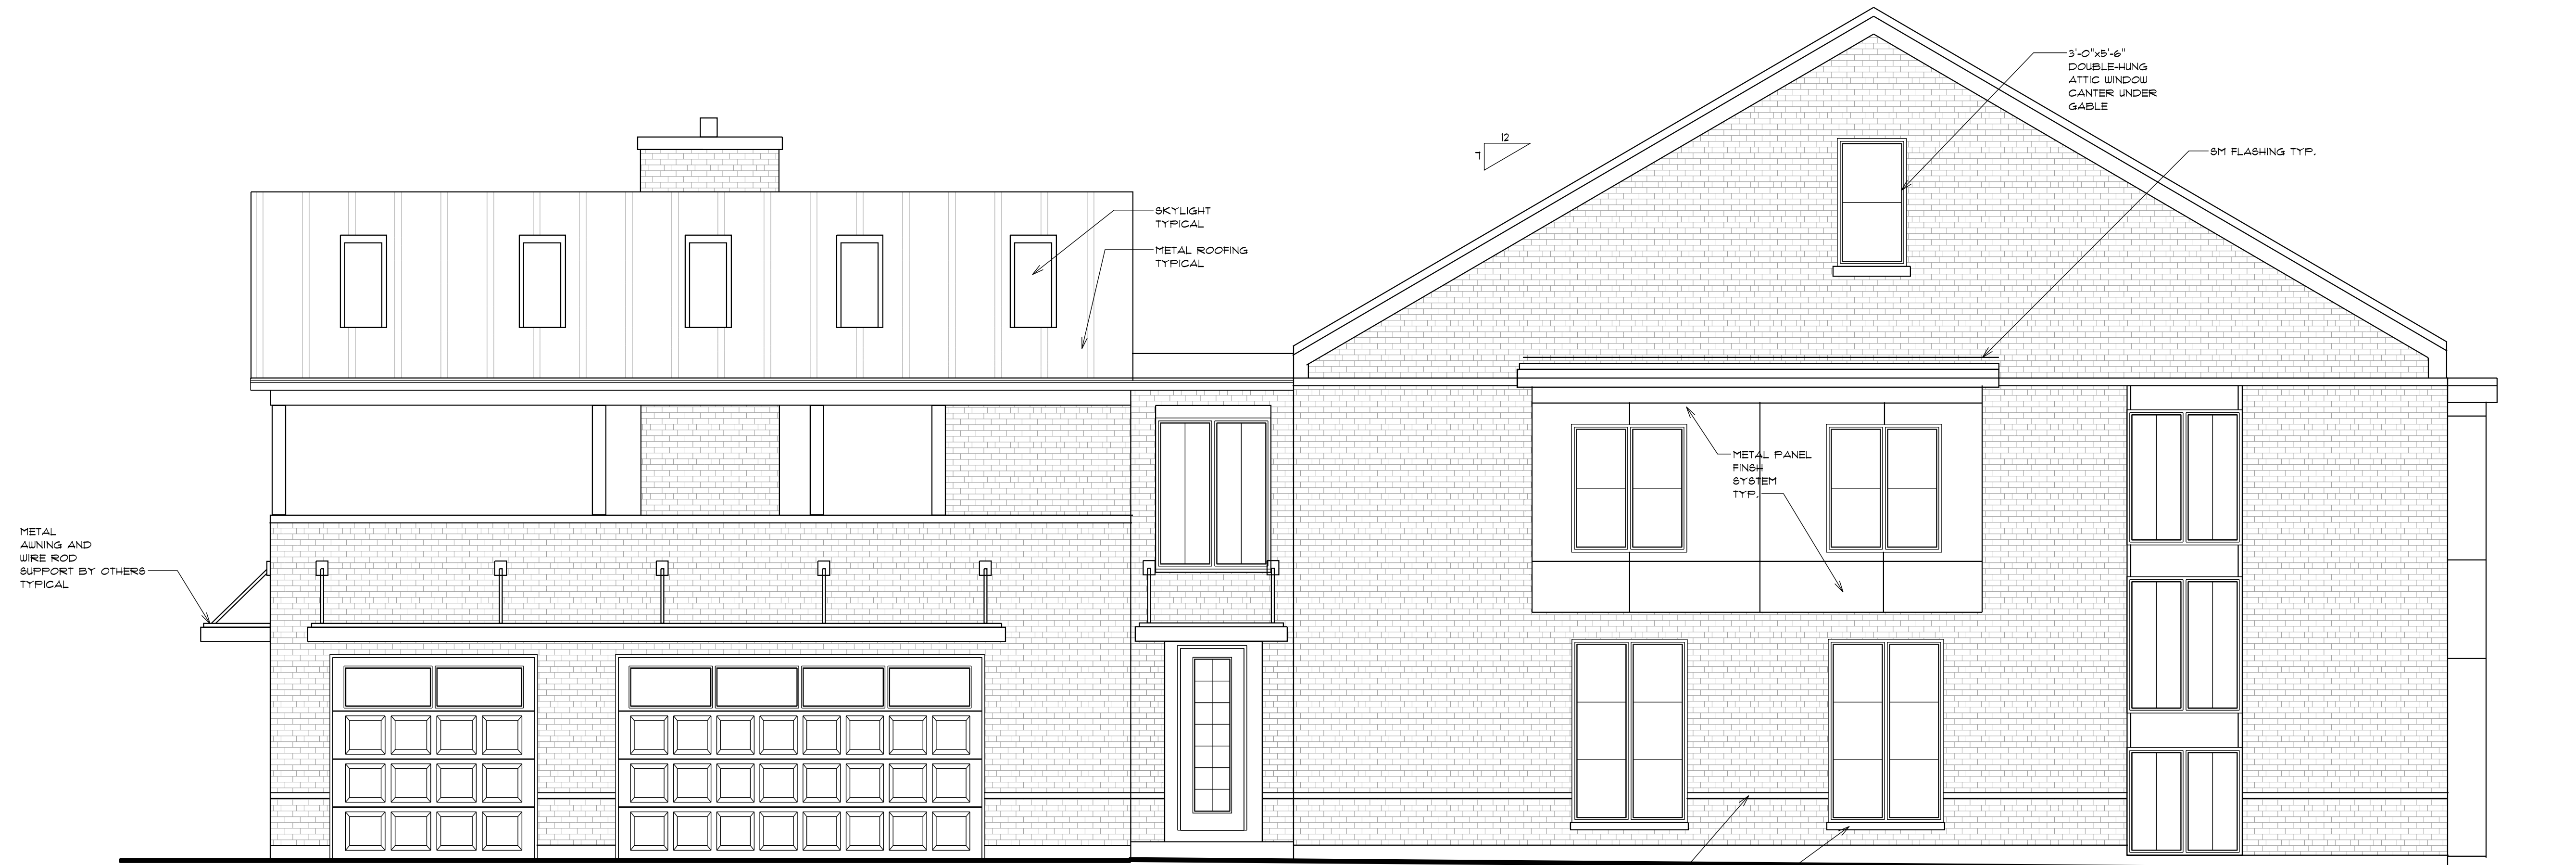 3'-0"x5'-6"
DOUBLE-HUNG
ATTIC WINDOW
CANTER UNDER
GABLE
12
7
SM FLASHING TYP.
SKYLIGHT
TYPICAL
METAL ROOFING
TYPICAL
METAL PANEL
FINSH
SYSTEM
TYP.
METAL
AWNING AND
WIRE ROD
SUPPORT BY OTHERS
TYPICAL